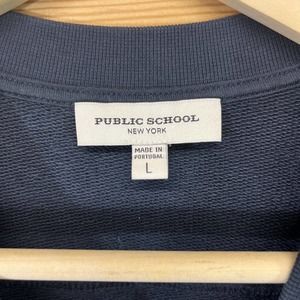 PUBLIC SCHOOL
NEW YORK
MADE IN
PORTUGAL
L